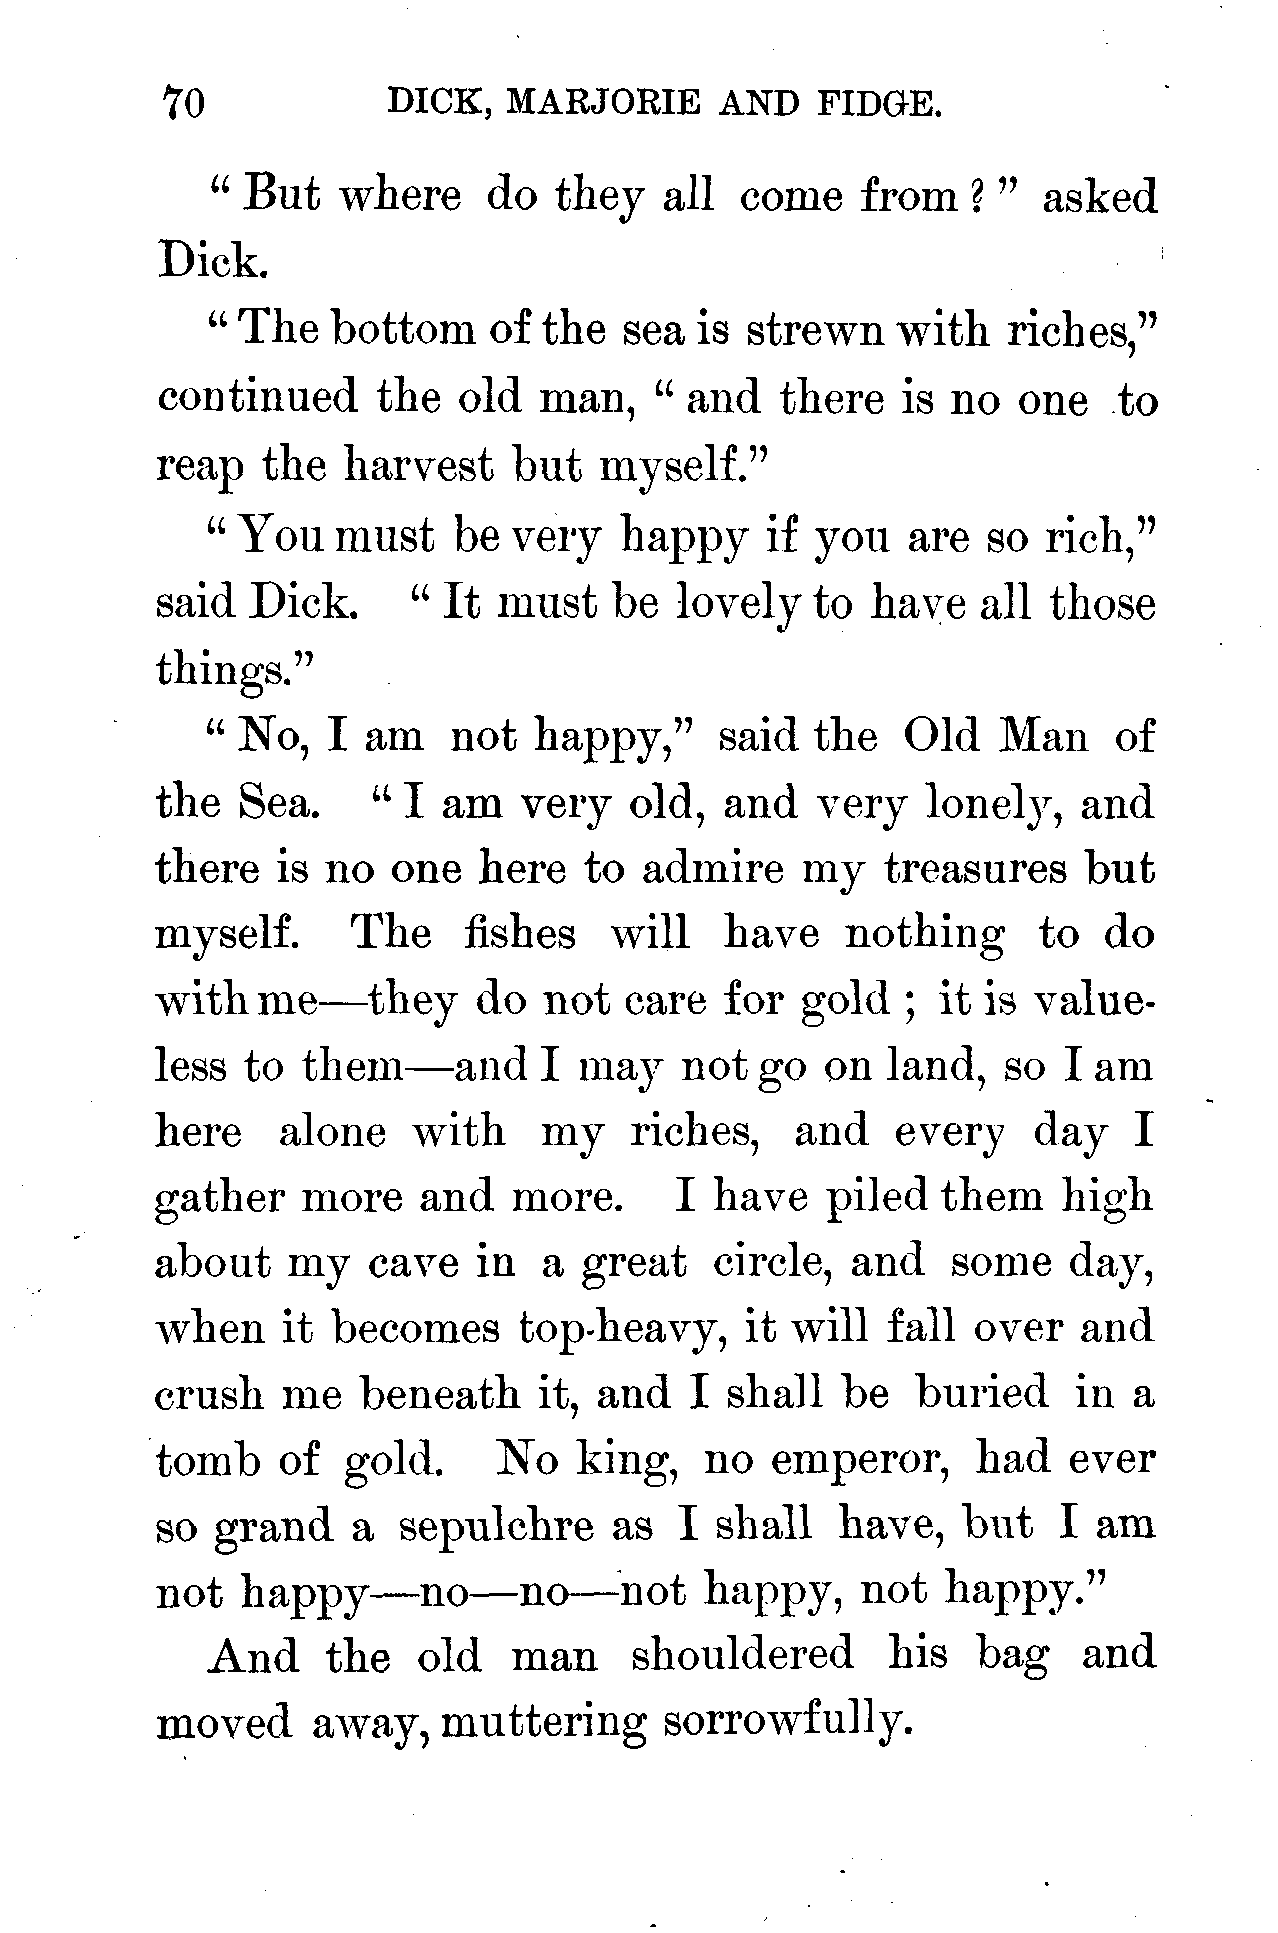 70 DICK, MARJORIE AND FIDGE.
“ But where do they all come from ? ” asked
Dick.
“ The bottom of the sea is strewn with riches,”
continued the old man, “ and there is no one to
reap the harvest but myself.”
“ You must be very happy if you are so rich,”
said Dick. “ It must be lovely to have all those
things.”
“ No, I am not happy,” said the Old Man of
the Sea. “ I am very old, and very lonely, and
there is no one here to admire my treasures but
myself. The fishes will have nothing to do
with me—they do not care for gold ; it is value-
less to them—and I may not go on land, so I am
here alone with my riches, and every day I
gather more and more. I have piled them high
about my cave in a great circle, and some day,
when it becomes top-heavy, it will fall over and
crush me beneath it, and I shall be buried in a
tomb of gold. No king, no emperor, had ever
so grand a sepulchre as I shall have, but I am
not happy—no—no—not happy, not happy.”
And the old man shouldered his bag and
moved away, muttering sorrowfully.